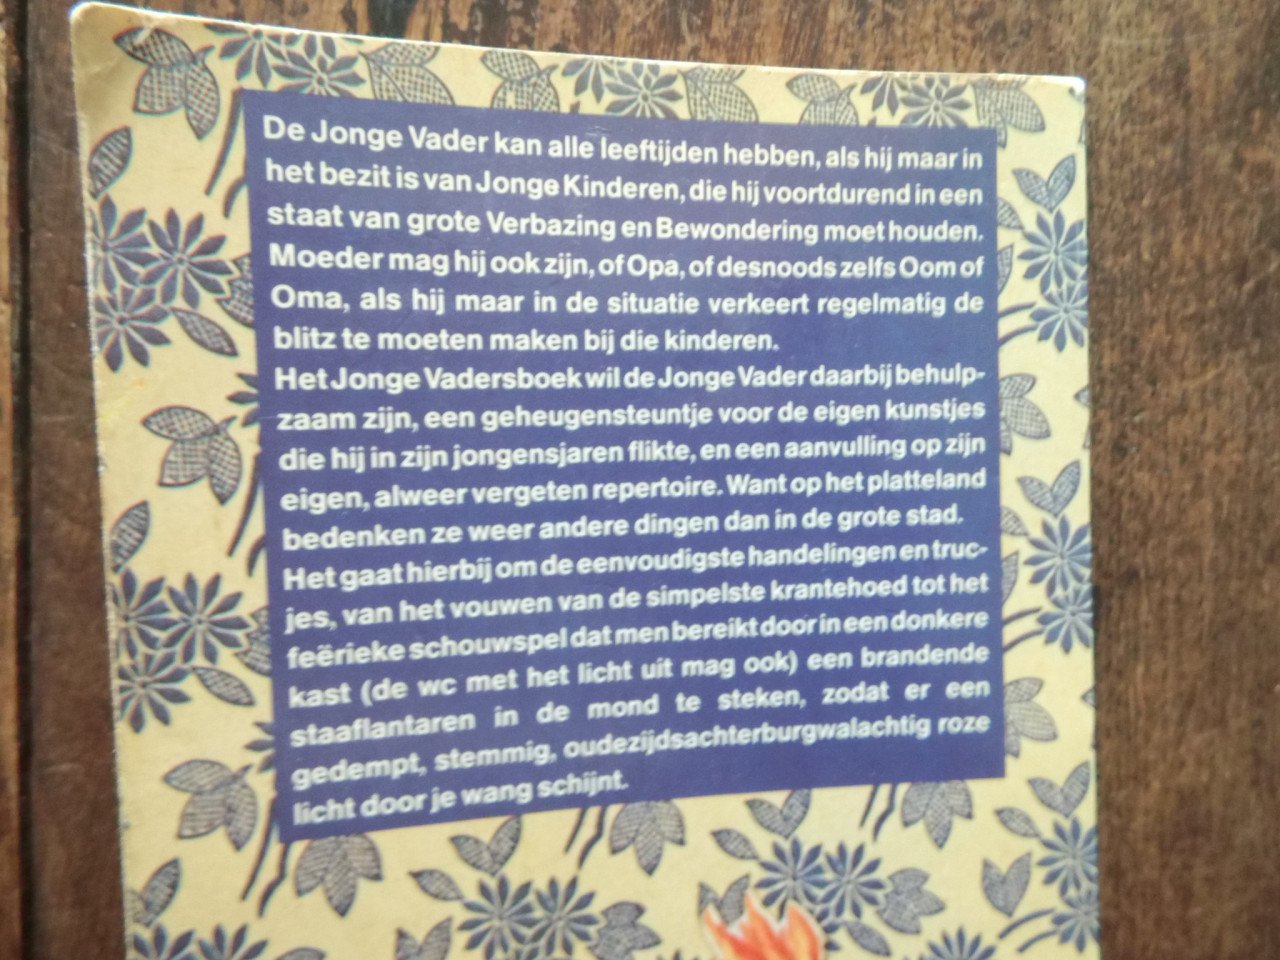 De Jonge Vader kan alle leeftijden hebben, als hij maar in
het bezit is van Jonge Kinderen, die hij voortdurend in een
staat van grote Verbazing en Bewondering moet houden.
Moeder mag hij ook zijn, of Opa, of desnoods zelfs Oom of
Oma, als hij maar in de situatie verkeert regelmatig de
blitz te moeten maken bij die kinderen.
Het Jonge Vadersboek wil de Jonge Vader daarbij behulp-
zaam zijn, een geheugensteuntje voor de eigen kunstjes
die hij in zijn jongensjaren flikte, en een aanvulling op zijn
eigen, alweer vergeten repertoire. Want op het platteland
bedenken ze weer andere dingen dan in de grote stad.
Het gaat hierbij om de eenvoudigste handelingen en truc-
jes, van het vouwen van de simpelste krantehoed tot het
feërieke schouwspel dat men bereikt door in een donkere
kast (de wc met het licht uit mag ook) een brandende
staaflantaren in de mond te steken, zodat er een
gedempt, stemmig, oudezijdsachterburgwalachtig roze
licht door je wang schijnt.